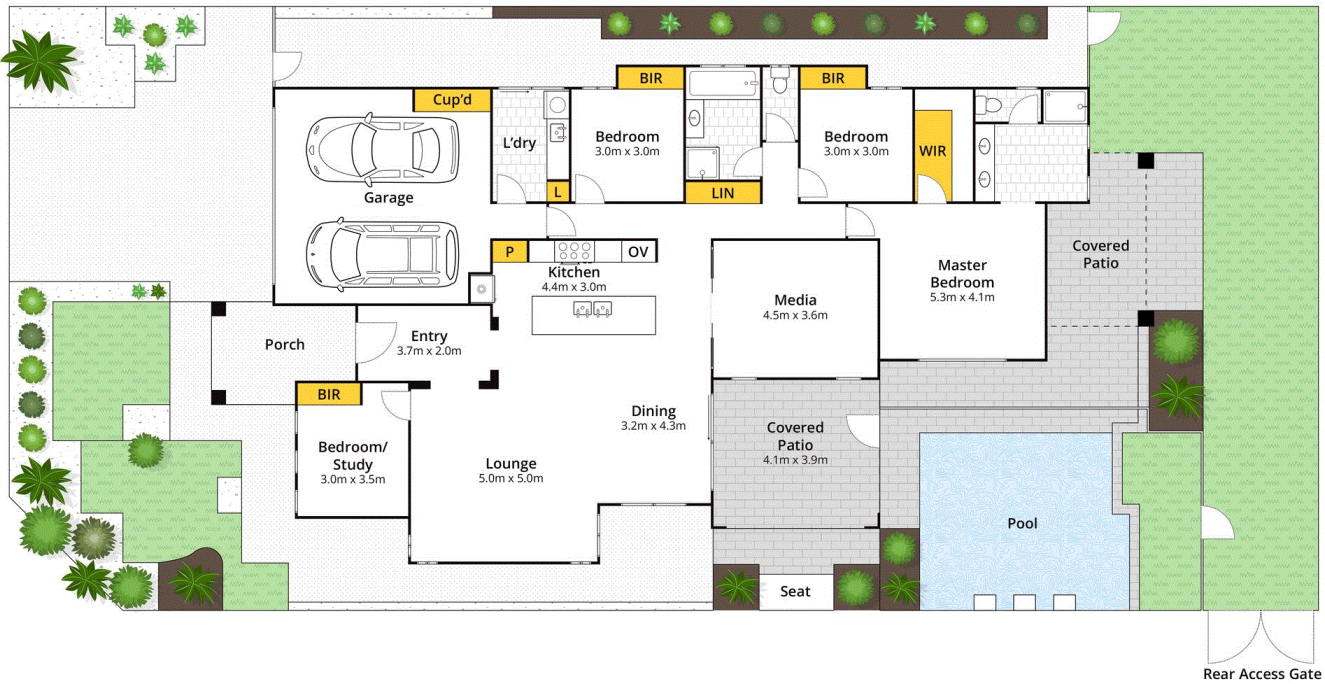 BIR
BIR
Cup'd
L'dry
Bedroom
3.0m x 3.0m
Bedroom
3.0m x 3.0m
WIR
Garage
L
LIN
P
OV
Kitchen
4.4m x 3.0m
Covered
Patio
Master
Bedroom
5.3m x 4.1m
Media
4.5m x 3.6m
Porch
Entry
3.7m x 2.0m
BIR
Dining
3.2m x 4.3m
Covered
Patio
4.1m x 3.9m
Bedroom/
Study
3.0m x 3.5m
Lounge
5.0m x 5.0m
Pool
Seat
Rear Access Gate